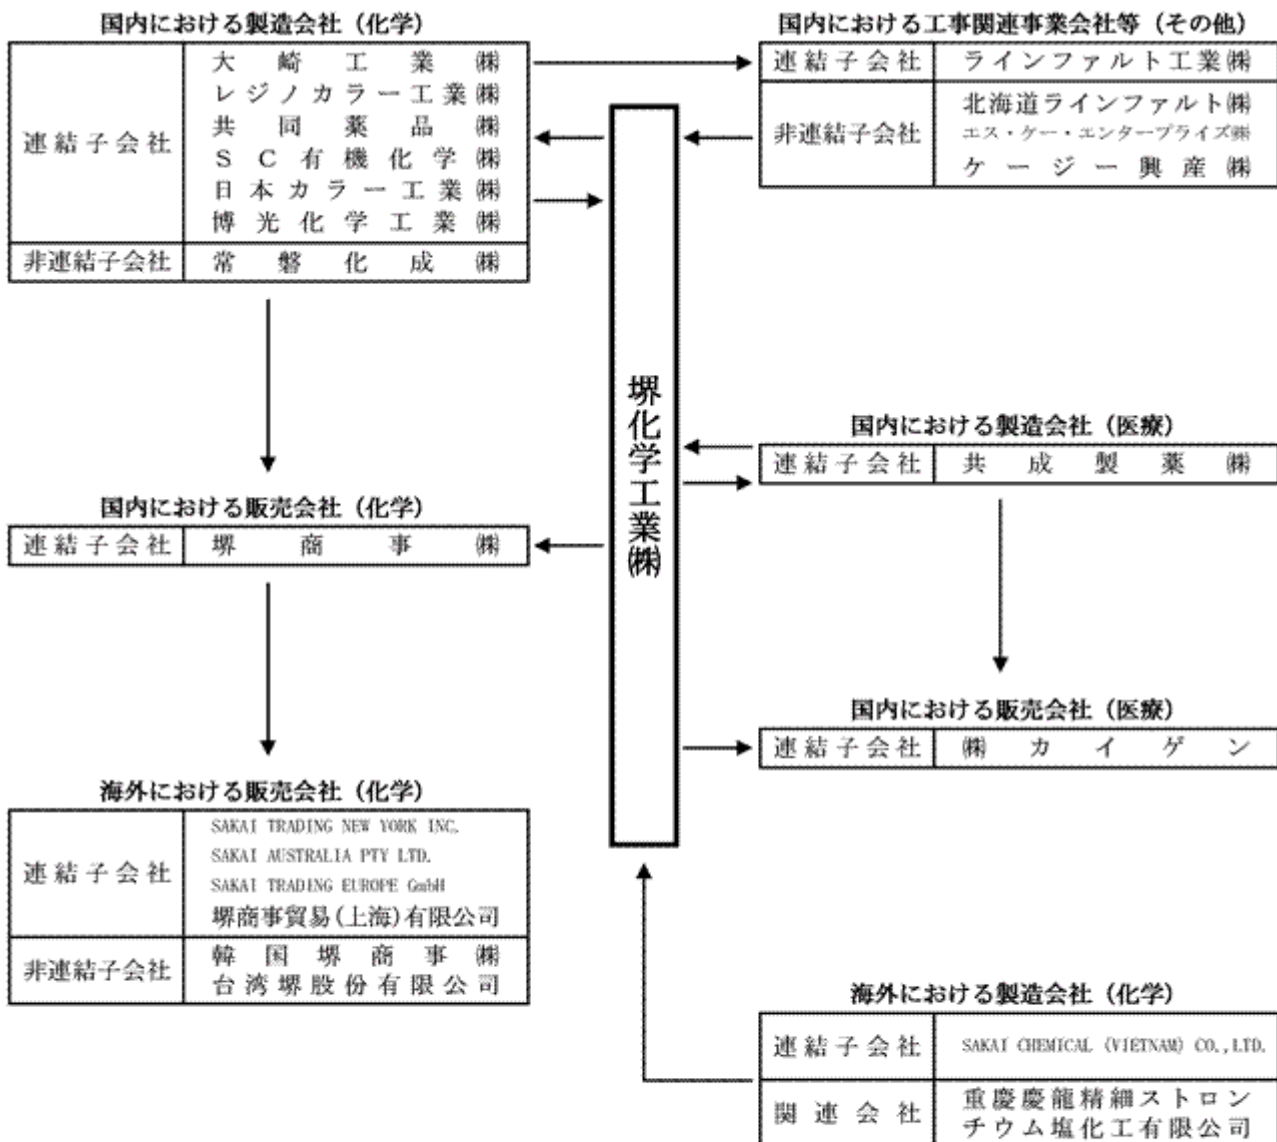 国内における製造会社（化学）
連結子会社
大崎工業㈱
レジノカラー工業㈱
共同薬品㈱
ＳＣ有機化学㈱
日本カラー工業㈱
博光化学工業㈱
非連結子会社
常磐化成㈱
国内における工事関連事業会社等（その他）
連結子会社
ラインファルト工業㈱
非連結子会社
北海道ラインファルト㈱
エス・ケー・エンタープライズ㈱
ケージー興産㈱
堺化学工業㈱
国内における製造会社（医療）
連結子会社
共成製薬㈱
国内における販売会社（化学）
連結子会社
堺商事㈱
国内における販売会社（医療）
連結子会社
㈱カイゲン
海外における販売会社（化学）
連結子会社
SAKAI TRADING NEW YORK INC.
SAKAI AUSTRALIA PTY LTD.
SAKAI TRADING EUROPE GmbH
堺商事貿易(上海)有限公司
非連結子会社
韓国堺商事㈱
台湾堺股份有限公司
海外における製造会社（化学）
連結子会社
SAKAI CHEMICAL (VIETNAM) CO.,LTD.
関連会社
重慶慶龍精細ストロン
チウム塩化工有限公司